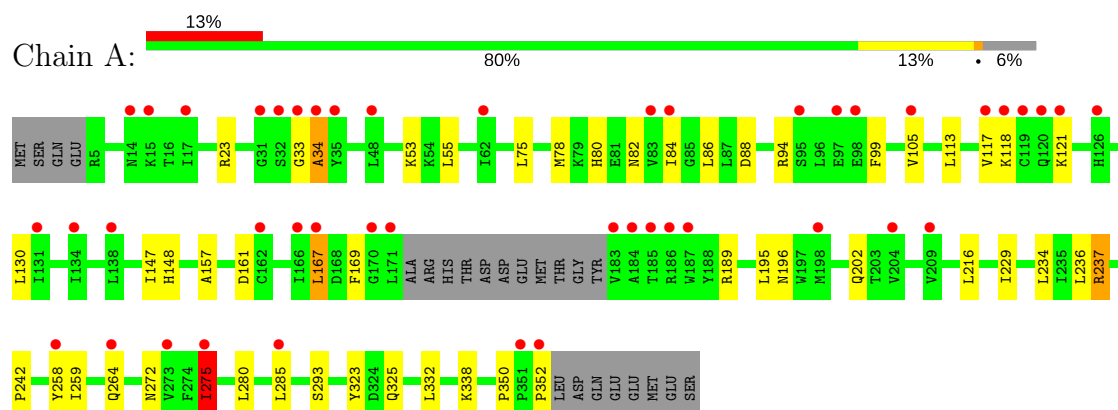 13%
Chain A:
80% 13% • 6%
MET SER GLN GLU R5 N14 K15 T16 I17 R23 G31 S32 G33 A34 Y35 L48 K53 K54 L55 I62 L75 M78 K79 H80 E81 N82 V83 I84 G85 L86 L87 D88 R94 S95 L96 E97 E98 F99 V105 L113 V117 K118 C119 Q120 K121 H126
L130 I131 I134 L138 I147 H148 A157 D161 C162 I166 L167 D168 F169 G170 L171 ALA ARG HIS THR ASP ASP GLU MET THR GLY TYR V183 A184 T185 R186 W187 Y188 R189 L195 N196 W197 M198 Q202 T203 V204 V209 L216 I229 L234 I235 L236 R237
P242 Y258 I259 Q264 N272 V273 F274 I275 L280 L285 S293 Y323 D324 Q325 L332 K338 P350 P351 P352 LEU ASP GLN GLU GLU MET GLU SER